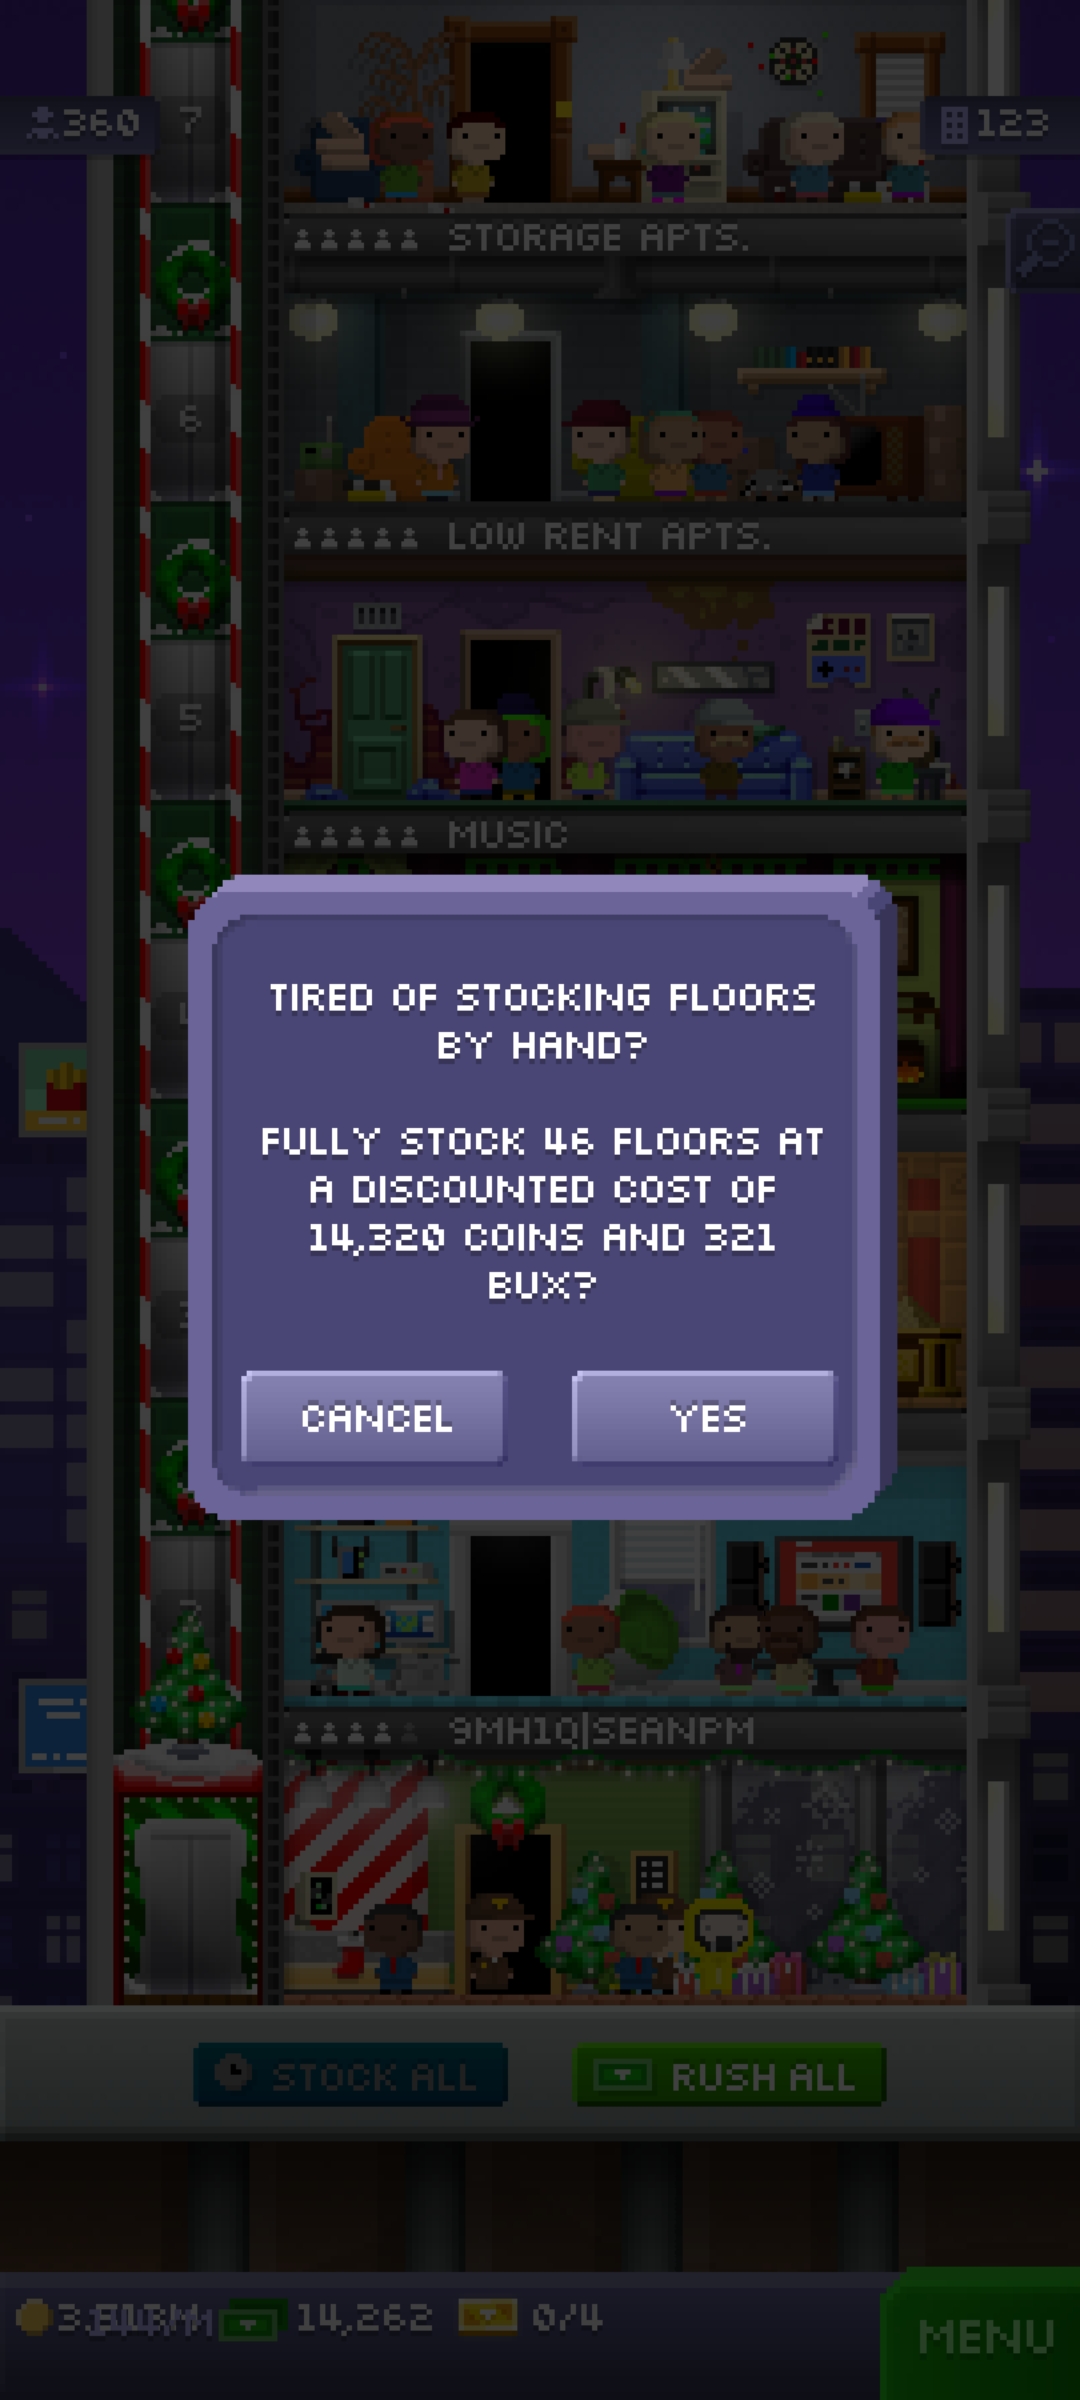 7
360
123
STORAGE APTS.
6
LOW RENT APTS.
5
MUSIC
TIRED OF STOCKING FLOORS
BY HAND?
FULLY STOCK 46 FLOORS AT
A DISCOUNTED COST OF
14,320 COINS AND 321
BUX?
CANCEL
YES
9MH1Q|SEANPM
STOCK ALL
RUSH ALL
14,262
0/4
MENU